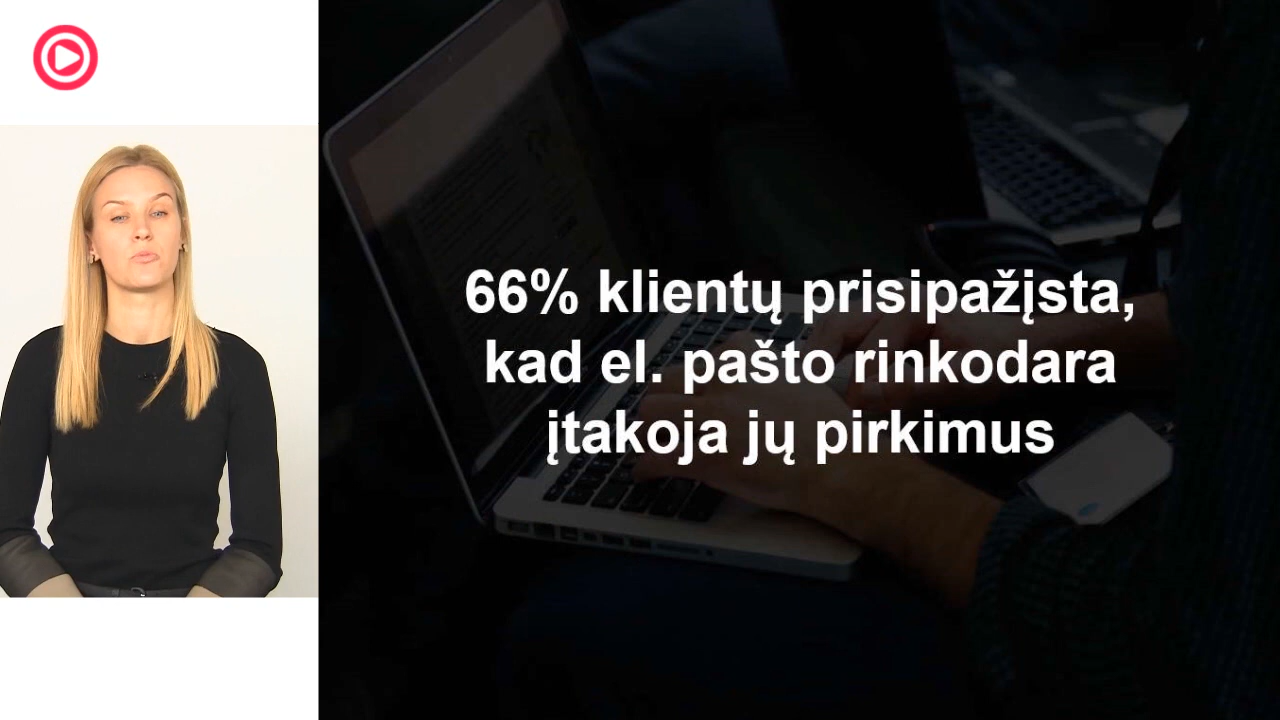 66% klientų prisipažįsta,
kad el. pašto rinkodara
įtakoja jų pirkimus